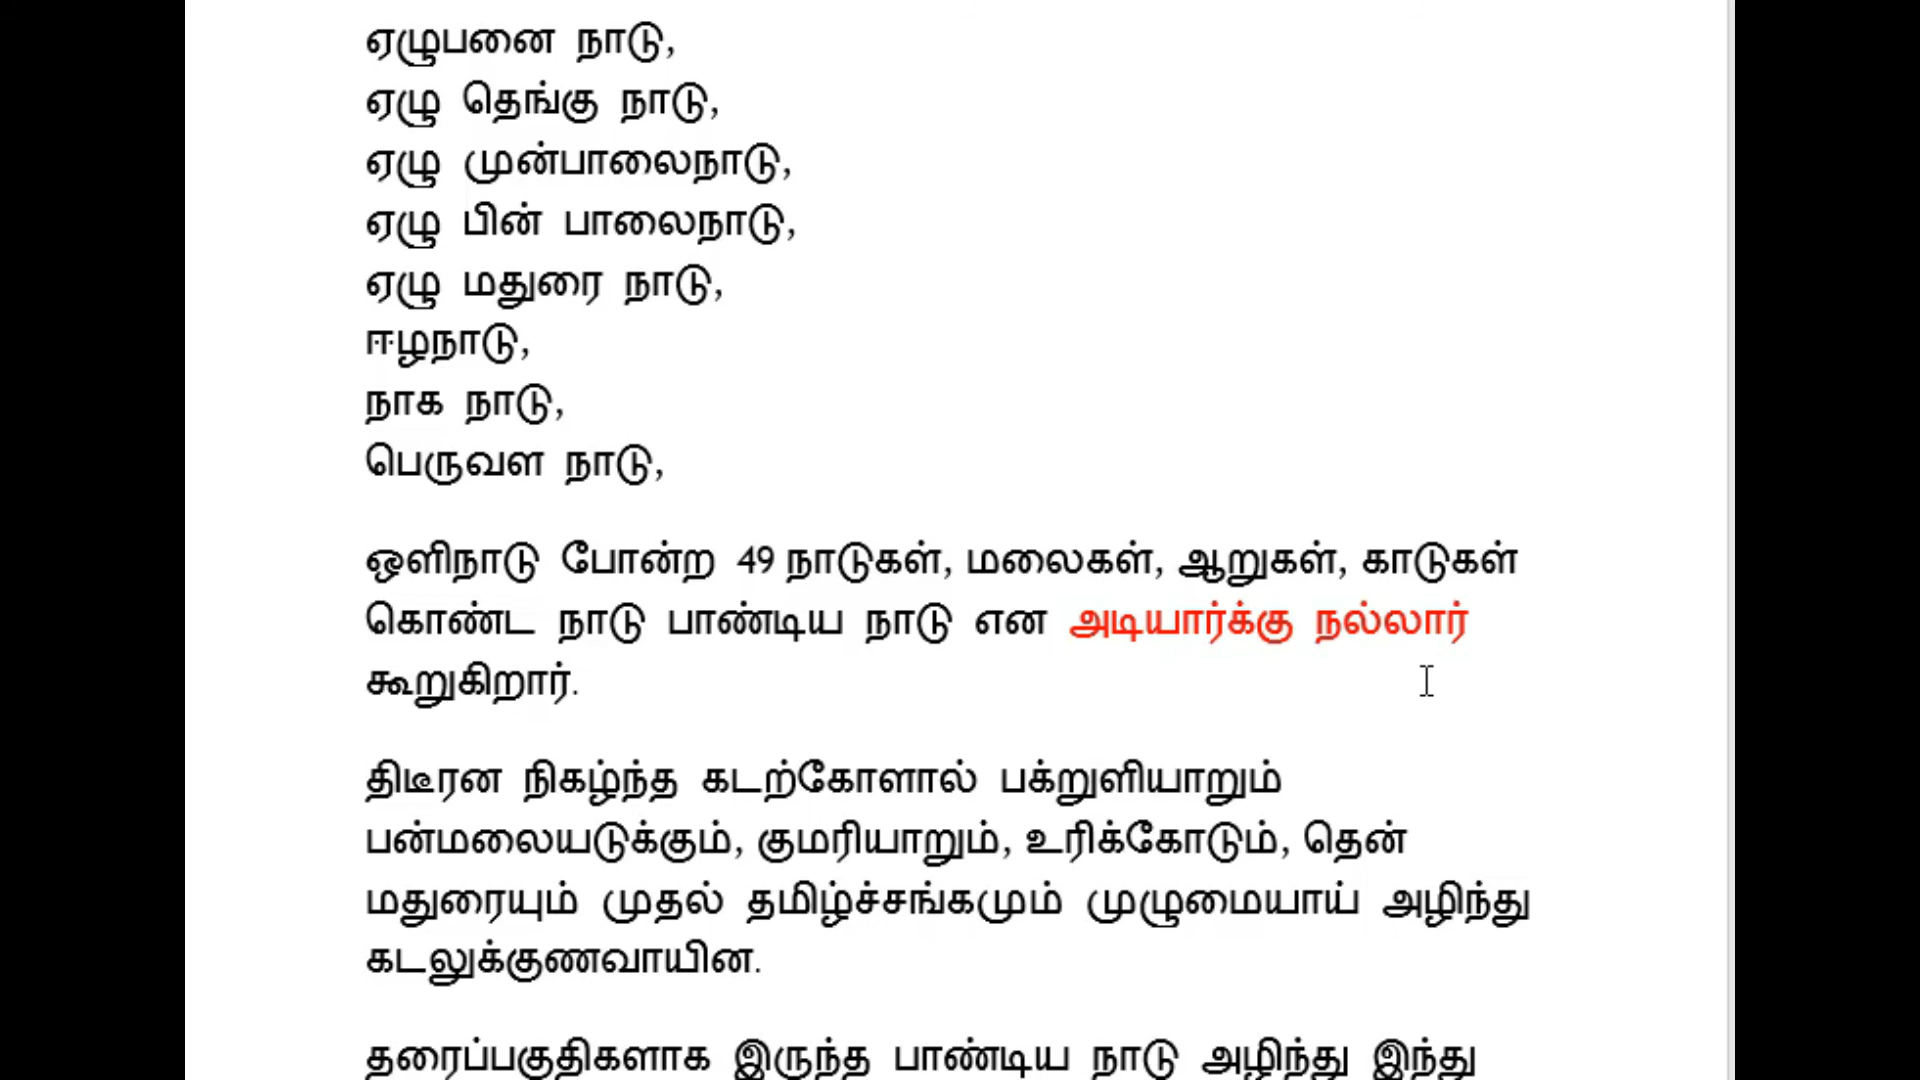 ஏழுபனை நாடு,
ஏழு தெங்கு நாடு,
ஏழு முன்பாலைநாடு,
ஏழு பின் பாலைநாடு,
ஏழு மதுரை நாடு,
ஈழநாடு,
நாக நாடு,
பெருவள நாடு,
ஒளிநாடு போன்ற 49 நாடுகள், மலைகள், ஆறுகள், காடுகள்
கொண்ட நாடு பாண்டிய நாடு என அடியார்க்கு நல்லார்
கூறுகிறார்.
திடீரன நிகழ்ந்த கடற்கோளால் பக்றுளியாறும்
பன்மலையடுக்கும், குமரியாறும், உரிக்கோடும், தென்
மதுரையும் முதல் தமிழ்ச்சங்கமும் முழுமையாய் அழிந்து
கடலுக்குணவாயின.
தரைப்பகுதிகளாக இருந்த பாண்டிய நாடு அழிந்து இந்து